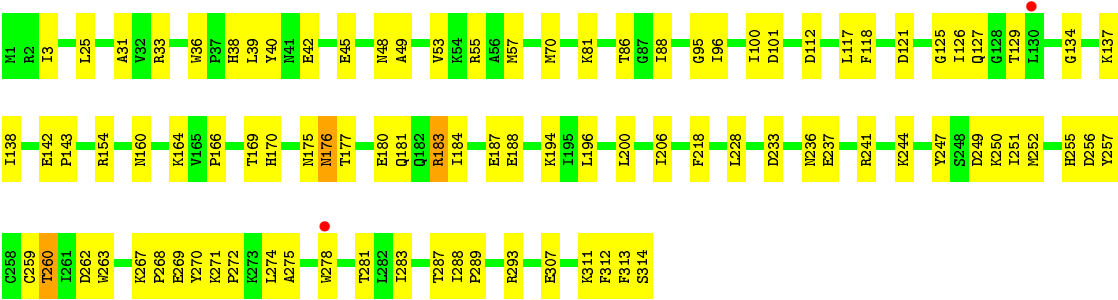 M1 R2 I3 L25 A31 V32 R33 W36 P37 H38 L39 Y40 N41 E42 E45 N48 A49 V53 K54 R55 A56 M57 M70 K81 T86 G87 I88 G95 I96 I100 D101 D112 L117 F118 D121 G125 I126 Q127 G128 T129 L130 G134 K137
I138 E142 P143 R154 N160 K164 V165 P166 T169 H170 N175 N176 T177 E180 Q181 Q182 R183 I184 E187 E188 K194 I195 L196 L200 I206 F218 L228 D233 N236 E237 R241 K244 Y247 S248 D249 K250 I251 M252 H255 D256 Y257
C258 C259 T260 I261 D262 W263 K267 P268 E269 Y270 K271 P272 K273 L274 A275 W278 T281 L282 I283 T287 I288 P289 R293 E307 K311 F312 F313 S314